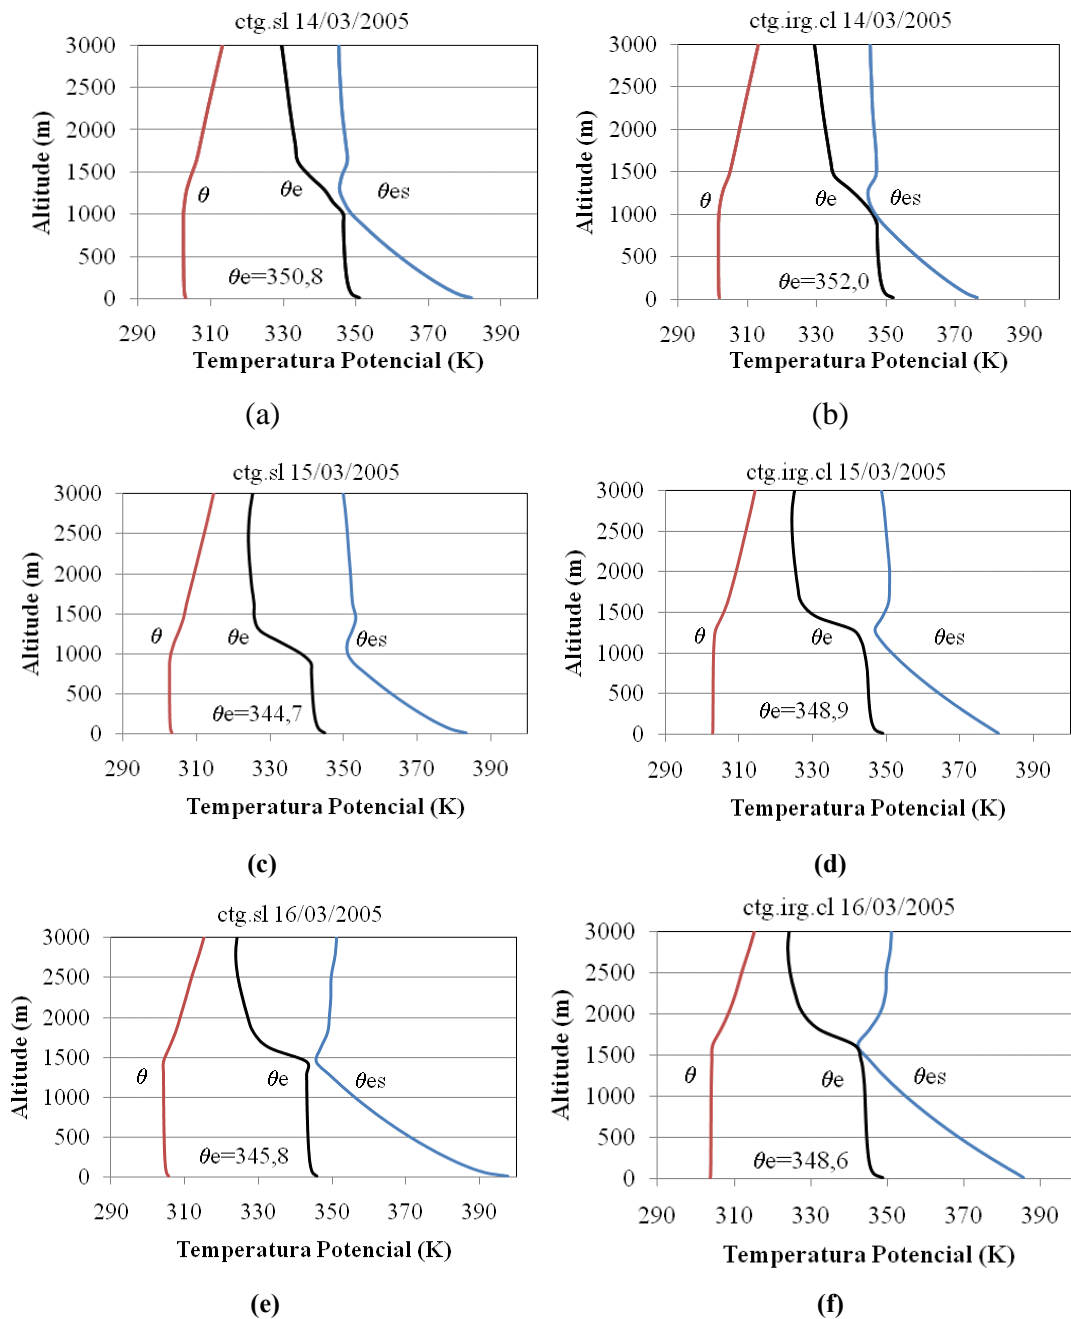 ctg.sl 14/03/2005
Altitude (m)
3000
2500
2000
1500
1000
500
0
θ
θe
θes
θe=350,8
290 310 330 350 370 390
Temperatura Potencial (K)
(a)
ctg.irg.cl 14/03/2005
Altitude (m)
3000
2500
2000
1500
1000
500
0
θ
θe
θes
θe=352,0
290 310 330 350 370 390
Temperatura Potencial (K)
(b)
ctg.sl 15/03/2005
Altitude (m)
3000
2500
2000
1500
1000
500
0
θ
θe
θes
θe=344,7
290 310 330 350 370 390
Temperatura Potencial (K)
(c)
ctg.irg.cl 15/03/2005
Altitude (m)
3000
2500
2000
1500
1000
500
0
θ
θe
θes
θe=348,9
290 310 330 350 370 390
Temperatura Potencial (K)
(d)
ctg.sl 16/03/2005
Altitude (m)
3000
2500
2000
1500
1000
500
0
θ
θe
θes
θe=345,8
290 310 330 350 370 390
Temperatura Potencial (K)
(e)
ctg.irg.cl 16/03/2005
Altitude (m)
3000
2500
2000
1500
1000
500
0
θ
θe
θes
θe=348,6
290 310 330 350 370 390
Temperatura Potencial (K)
(f)